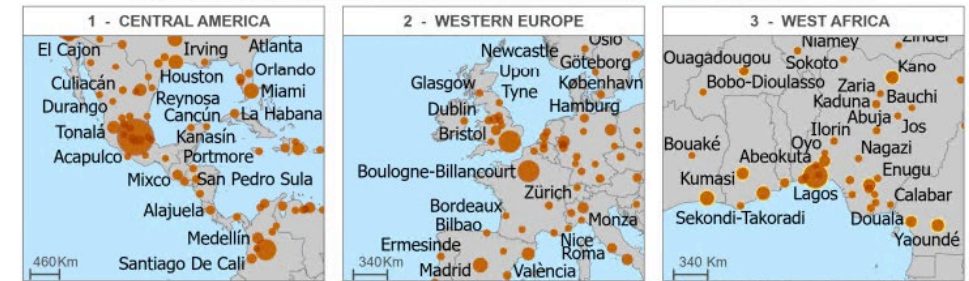 1 - CENTRAL AMERICA
El Cajon
Irving
Atlanta
Culiacán
Houston
Orlando
Miami
Durango
Reynosa
Cancún
La Habana
Tonalá
Kanasín
Acapulco
Portmore
Mixco
San Pedro Sula
Alajuela
Medellín
Santiago De Cali
460Km
2 - WESTERN EUROPE
Oslo
Newcastle
Upon
Tyne
Göteborg
Glasgow
København
Dublin
Hamburg
Bristol
Boulogne-Billancourt
Zürich
Bordeaux
Bilbao
Monza
Ermesinde
Nice
Roma
Madrid
València
340Km
3 - WEST AFRICA
Niamey
Zinder
Ouagadougou
Sokoto
Kano
Bobo-Dioulasso
Zaria
Bauchi
Kaduna
Abuja
Jos
Ilorin
Bouaké
Oyo
Nagazi
Abeokuta
Enugu
Kumasi
Lagos
Calabar
Sekondi-Takoradi
Douala
Yaoundé
340 Km